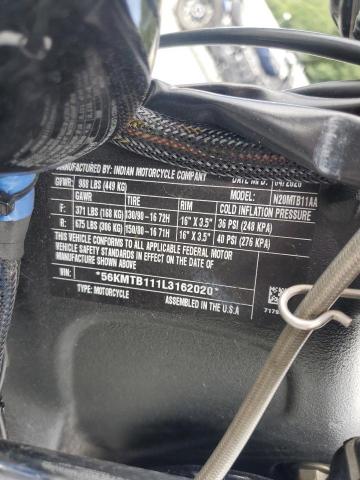 MANUFACTURED BY: INDIAN MOTORCYCLE COMPANY DATE: 04/2020
GVWR: 988 LBS (449 KG) MODEL: N20MTB11AA
GAWR TIRE RIM COLD INFLATION PRESSURE
F: 371 LBS (168 KG) 130/90-16 72H 16" X 3.5" 36 PSI (248 KPA)
R: 675 LBS (306 KG) 150/80-16 71H 16" X 3.5" 40 PSI (276 KPA)
THIS VEHICLE CONFORMS TO ALL APPLICABLE FEDERAL MOTOR
VEHICLE SAFETY STANDARDS IN EFFECT ON THE DATE OF
MANUFACTURE SHOWN ABOVE
VIN: *56KMTB111L3162020*
TYPE: MOTORCYCLE ASSEMBLED IN THE U.S.A